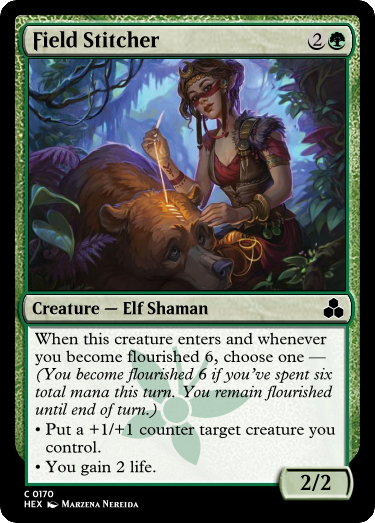 Field Stitcher 2
Creature — Elf Shaman
When this creature enters and whenever
you become flourished 6, choose one —
(You become flourished 6 if you've spent six
total mana this turn. You remain flourished
until end of turn.)
• Put a +1/+1 counter target creature you
control.
• You gain 2 life.
2/2
C 0170
HEX Marzena Nereida